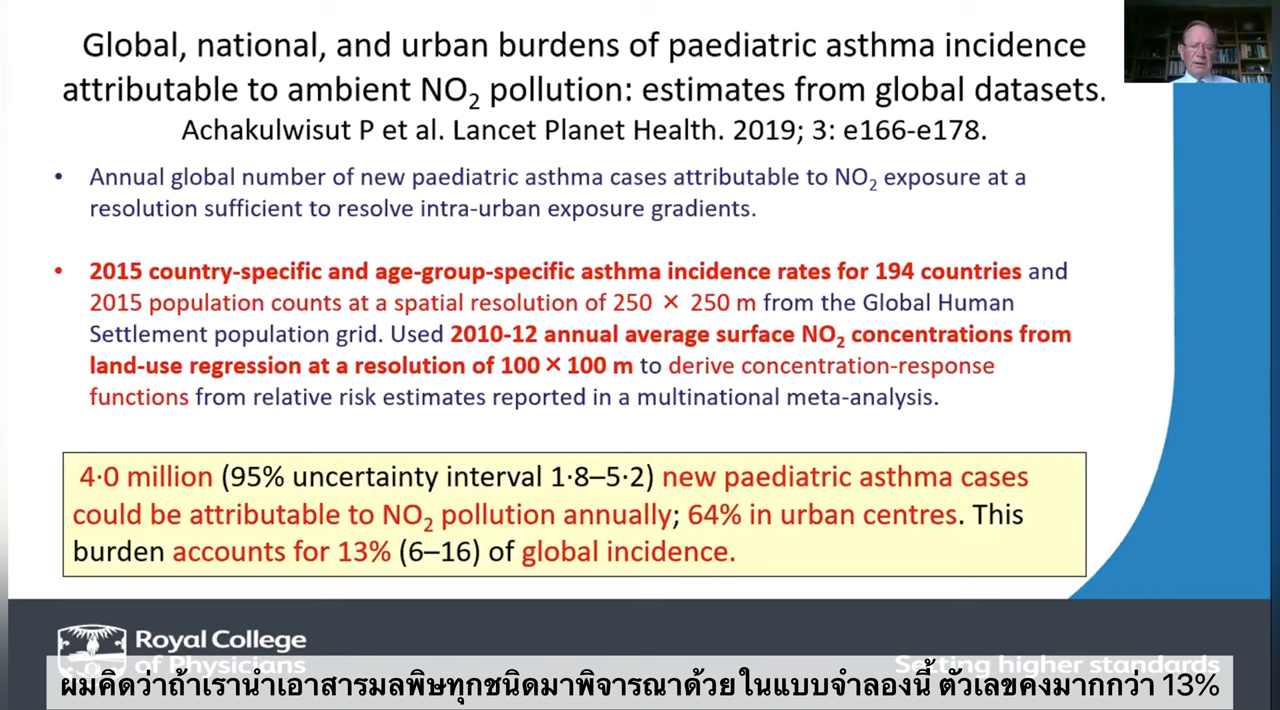 Global, national, and urban burdens of paediatric asthma incidence
attributable to ambient NO₂ pollution: estimates from global datasets.
Achakulwisut P et al. Lancet Planet Health. 2019; 3: e166-e178.
• Annual global number of new paediatric asthma cases attributable to NO₂ exposure at a
resolution sufficient to resolve intra-urban exposure gradients.
• 2015 country-specific and age-group-specific asthma incidence rates for 194 countries and
2015 population counts at a spatial resolution of 250 × 250 m from the Global Human
Settlement population grid. Used 2010-12 annual average surface NO₂ concentrations from
land-use regression at a resolution of 100 × 100 m to derive concentration-response
functions from relative risk estimates reported in a multinational meta-analysis.
4·0 million (95% uncertainty interval 1·8–5·2) new paediatric asthma cases
could be attributable to NO₂ pollution annually; 64% in urban centres. This
burden accounts for 13% (6–16) of global incidence.
Royal College
of Physicians
Setting higher standards
ผมคิดว่าถ้าเรานำเอาสารมลพิษทุกชนิดมาพิจารณาด้วย ในแบบจำลองนี้ ตัวเลขคงมากกว่า 13%